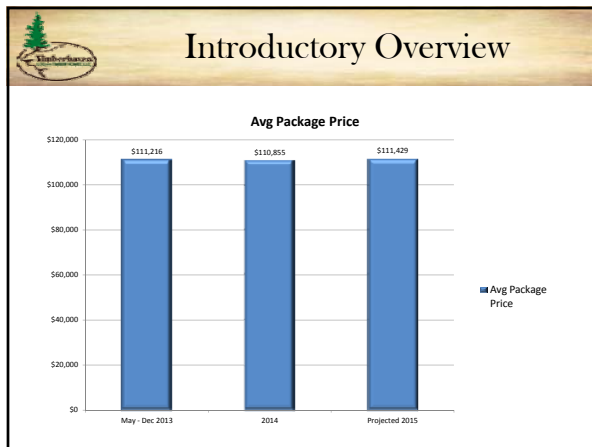 Timberhaven
Introductory Overview
Avg Package Price
$120,000
$111,216
$110,855
$111,429
$100,000
$80,000
$60,000
$40,000
$20,000
$0
Avg Package
Price
May - Dec 2013
2014
Projected 2015